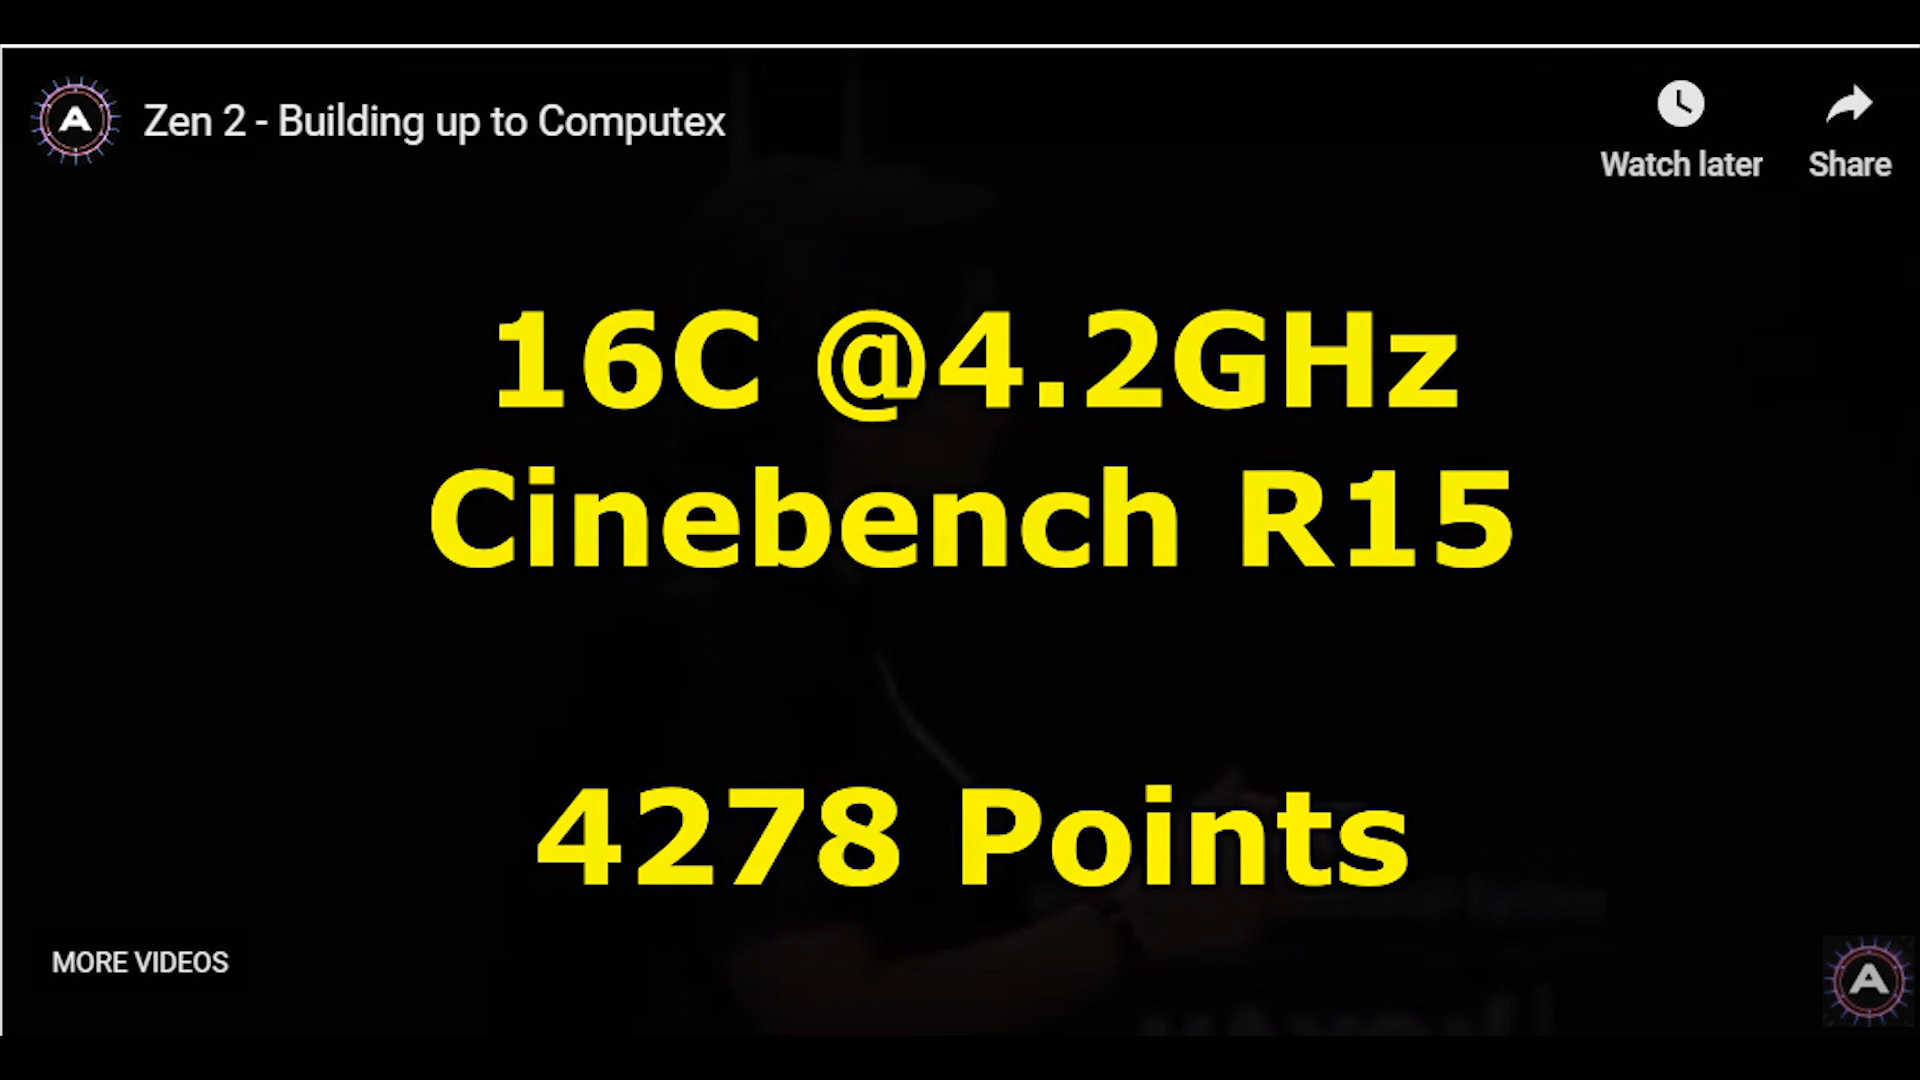 A
Zen 2 - Building up to Computex
Watch later
Share
16C @4.2GHz
Cinebench R15
4278 Points
MORE VIDEOS
A